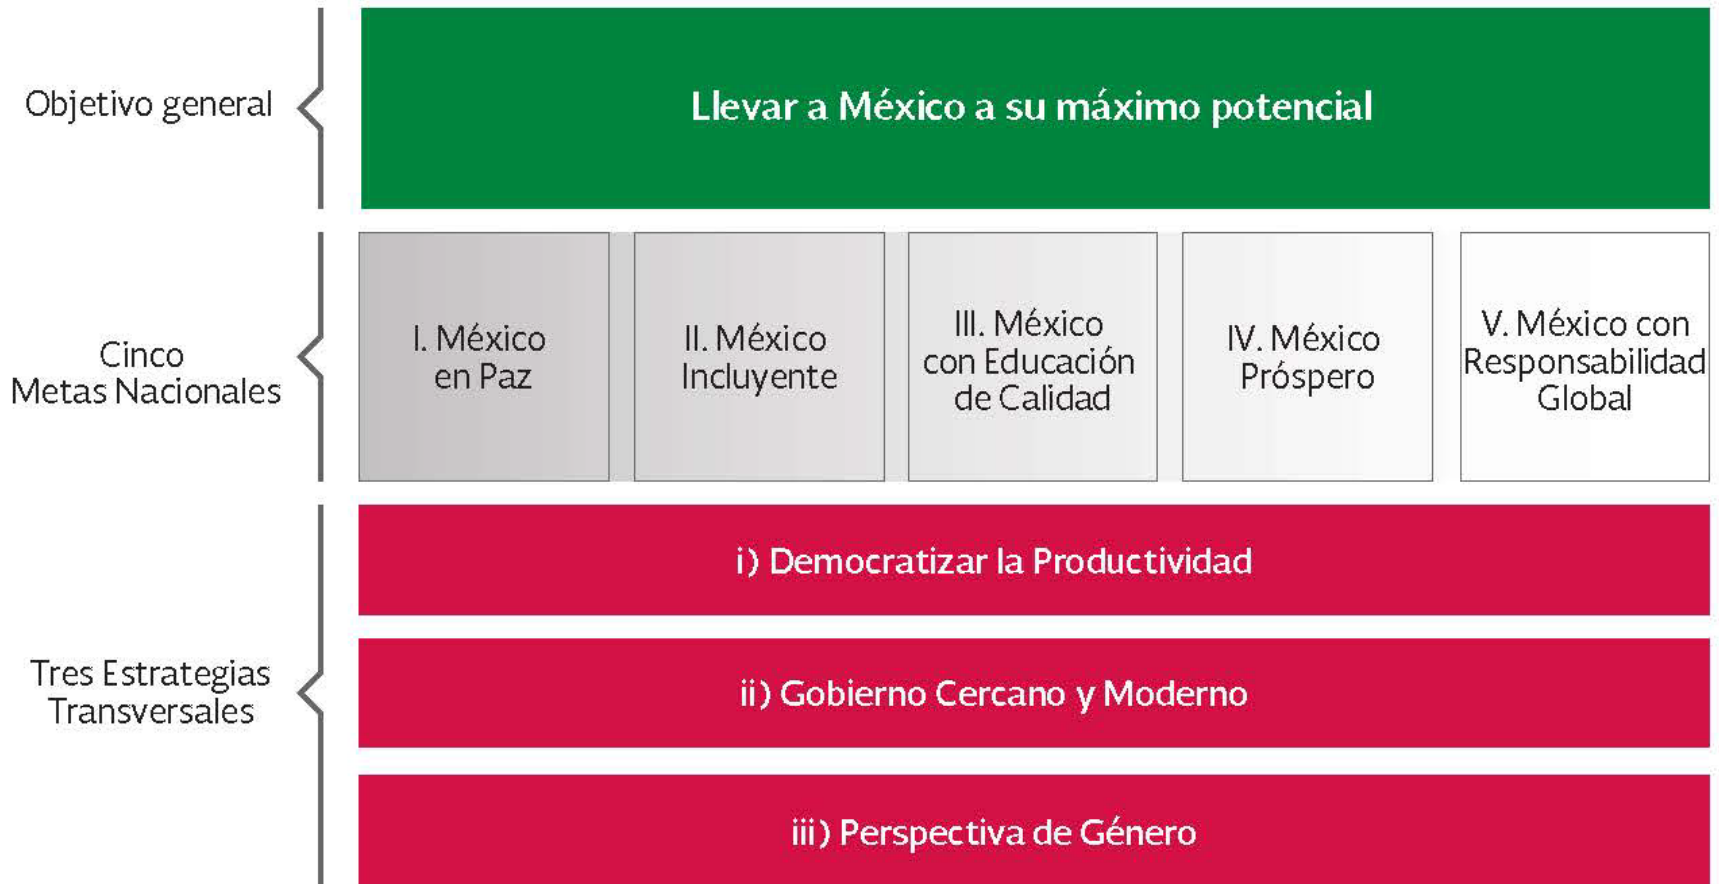 Objetivo general
Llevar a México a su máximo potencial
Cinco
Metas Nacionales
I. México
en Paz
II. México
Incluyente
III. México
con Educación
de Calidad
IV. México
Próspero
V. México con
Responsabilidad
Global
Tres Estrategias
Transversales
i) Democratizar la Productividad
ii) Gobierno Cercano y Moderno
iii) Perspectiva de Género